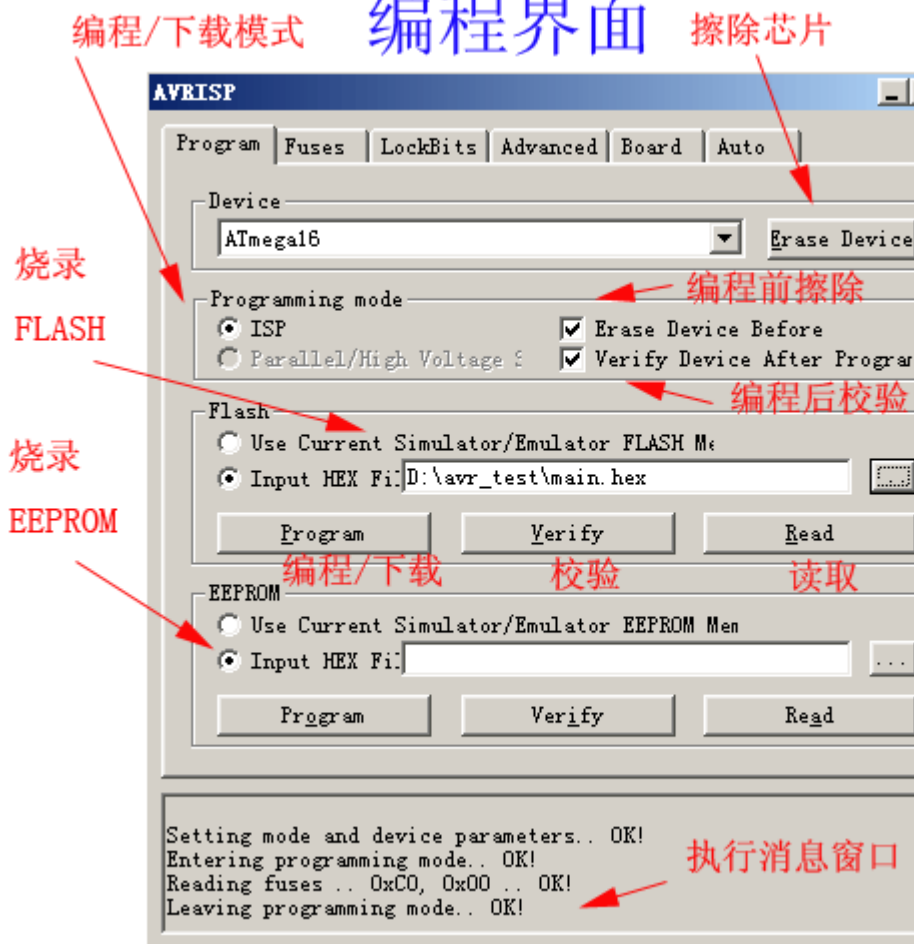 编程界面
编程/下载模式
擦除芯片
AVRISP
Program Fuses LockBits Advanced Board Auto
Device
ATmega16 Erase Device
烧录
FLASH
Programming mode
编程前擦除
ISP Erase Device Before
Parallel/High Voltage Verify Device After Program
编程后校验
Flash
Use Current Simulator/Emulator FLASH Me
Input HEX Fi D:\avr_test\main.hex ...
烧录
EEPROM
Program Verify Read
编程/下载 校验 读取
EEPROM
Use Current Simulator/Emulator EEPROM Mem
Input HEX Fi ...
Program Verify Read
Setting mode and device parameters.. OK!
Entering programming mode.. OK!
Reading fuses .. 0xC0, 0x00 .. OK!
Leaving programming mode.. OK!
执行消息窗口